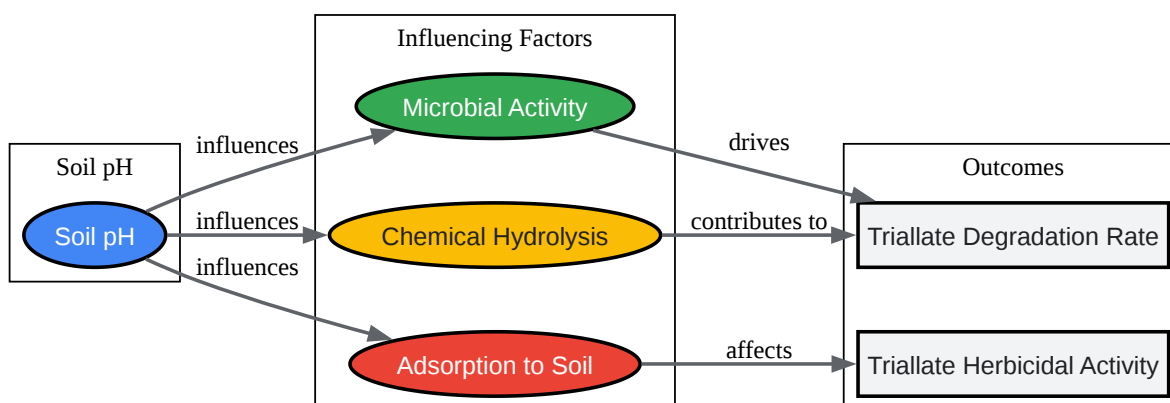 Influencing Factors
Microbial Activity
influences
drives
Soil pH
Outcomes
Soil pH
influences
Chemical Hydrolysis
contributes to
Triallate Degradation Rate
influences
Adsorption to Soil
affects
Triallate Herbicidal Activity